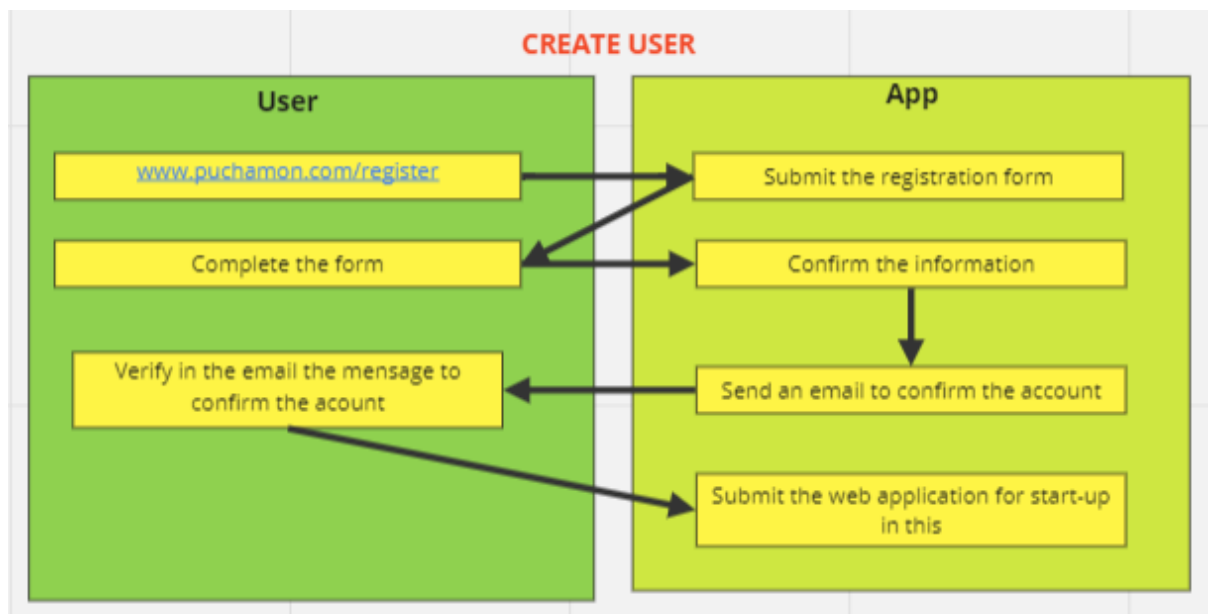 CREATE USER
User
App
www.puchamon.com/register
Submit the registration form
Complete the form
Confirm the information
Verify in the email the mensage to
confirm the acount
Send an email to confirm the account
Submit the web application for start-up
in this